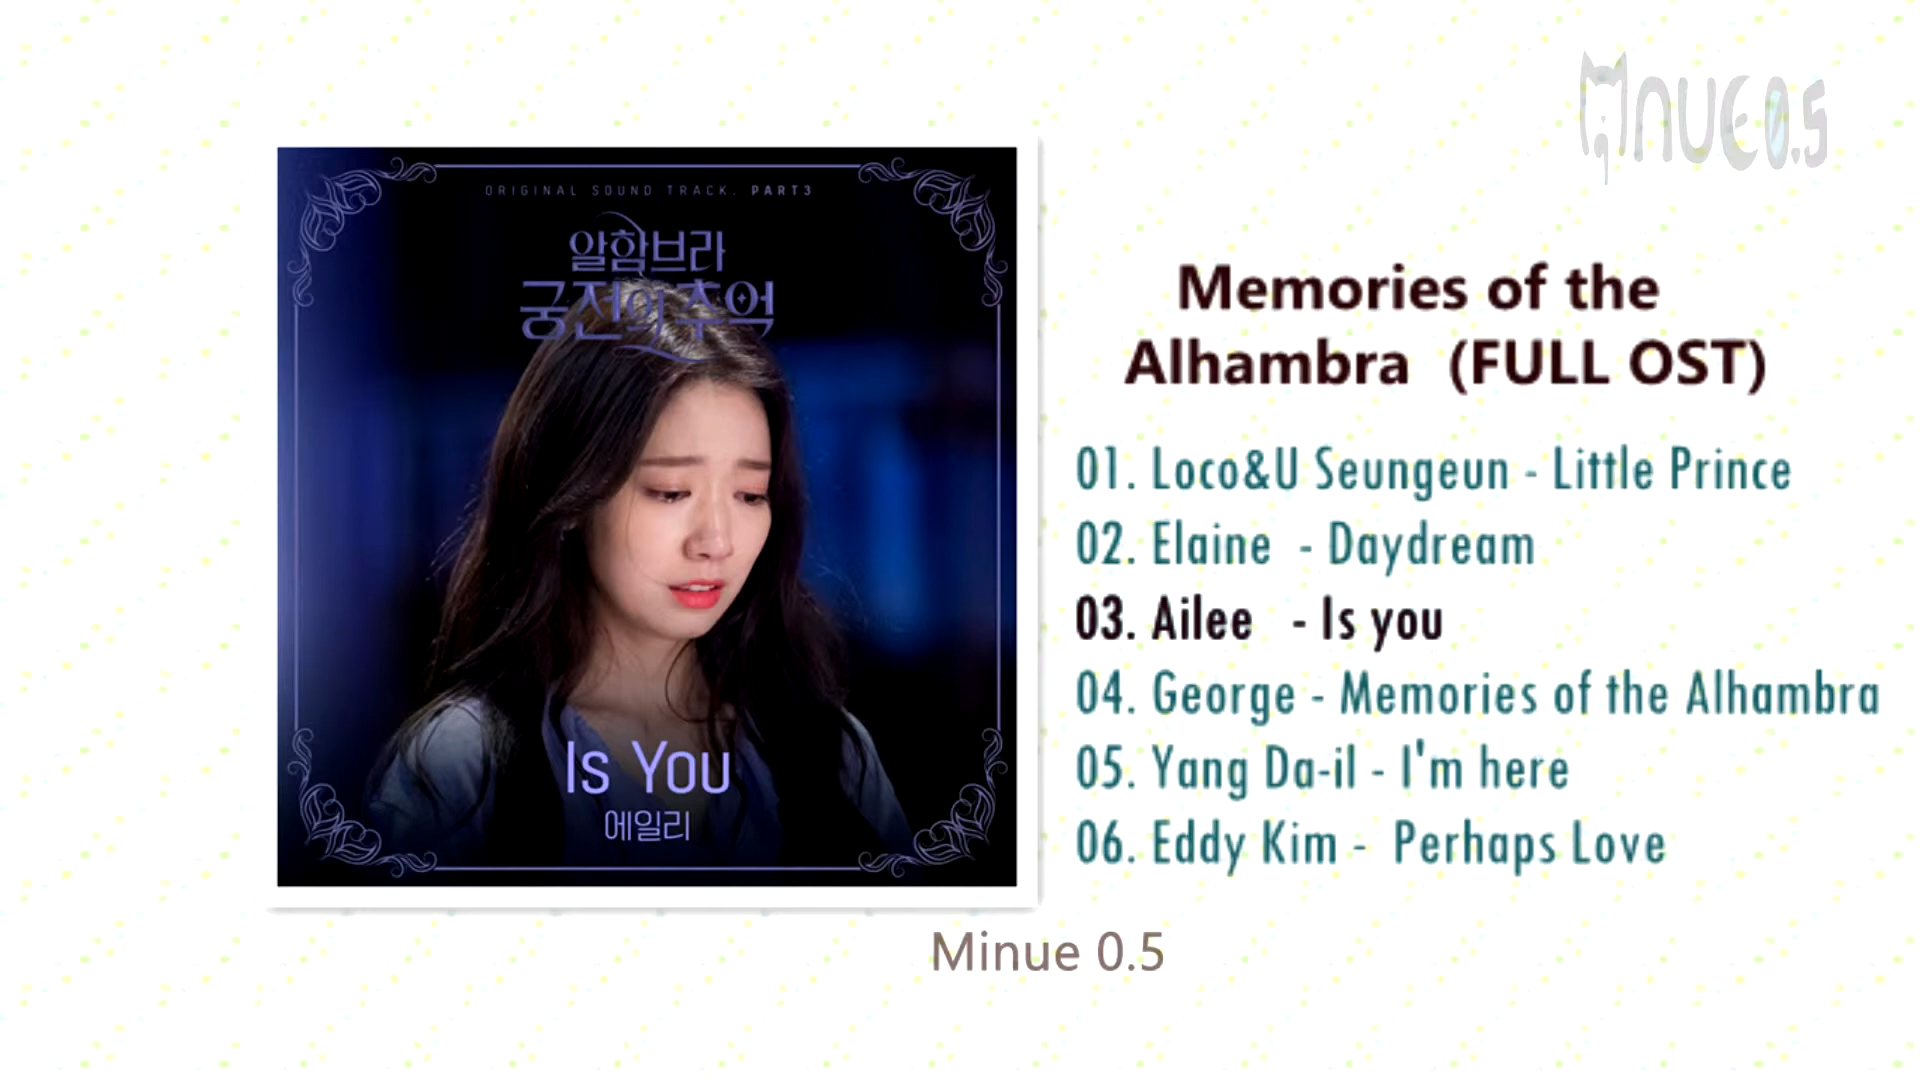 MNUE0.5
ORIGINAL SOUND TRACK. PART3
알함브라
궁전의 추억
Is You
에일리
Memories of the
Alhambra (FULL OST)
01. Loco&U Seungeun - Little Prince
02. Elaine - Daydream
03. Ailee - Is you
04. George - Memories of the Alhambra
05. Yang Da-il - I'm here
06. Eddy Kim - Perhaps Love
Minue 0.5